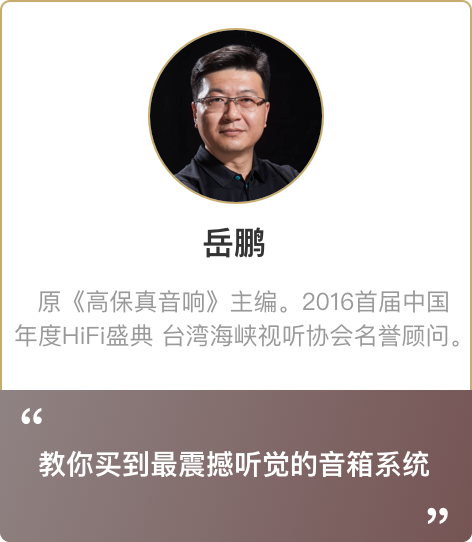 岳鹏
原《高保真音响》主编。2016首届中国
年度HiFi盛典 台湾海峡视听协会名誉顾问。
“
教你买到最震撼听觉的音箱系统
”